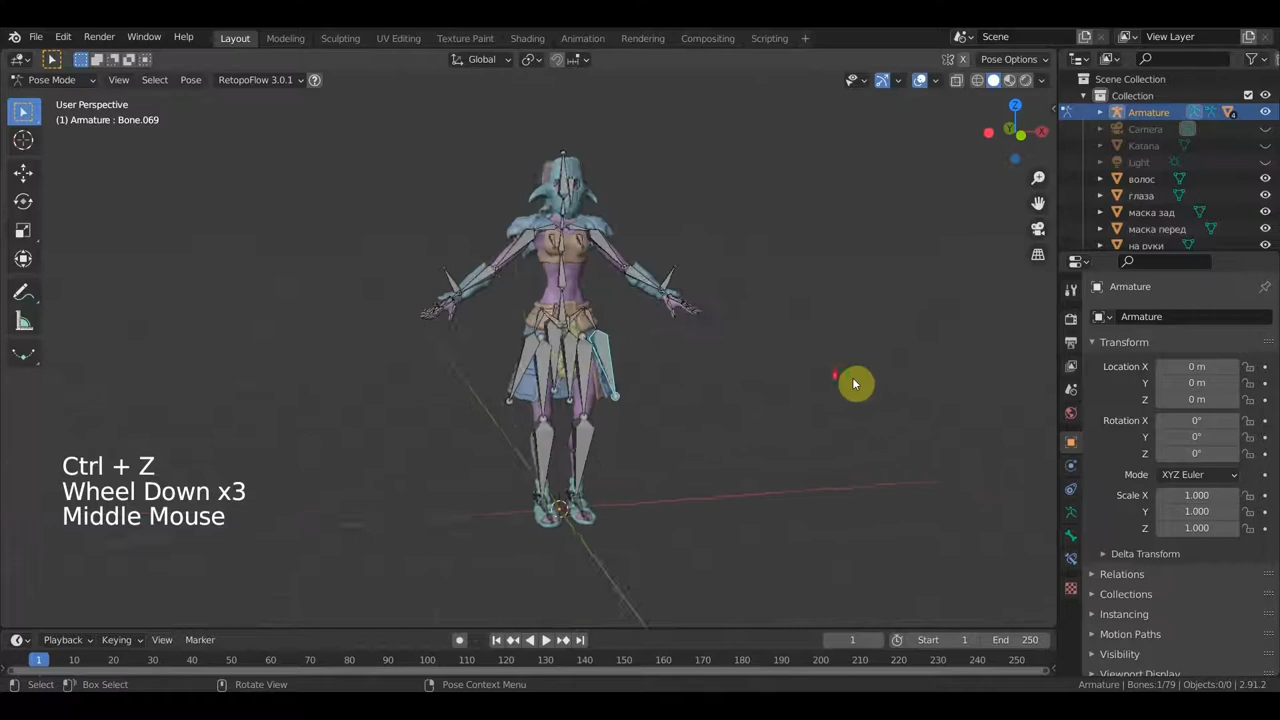 File Edit Render Window Help Layout Modeling Sculpting UV Editing Texture Paint Shading Animation Rendering Compositing Scripting + Scene View Layer
Global Pose Options
Pose Mode View Select Pose RetopoFlow 3.0.1
Scene Collection
Collection
Armature 4
Camera
Katana
Light
волос
глаза
маска зад
маска перед
на руки
User Perspective
(1) Armature : Bone.069
Z
Y
X
Armature
Armature
Transform
Location X 0 m
Y 0 m
Z 0 m
Rotation X 0°
Y 0°
Z 0°
Mode XYZ Euler
Scale X 1.000
Y 1.000
Z 1.000
Delta Transform
Relations
Collections
Instancing
Motion Paths
Visibility
Viewport Display
Ctrl + Z
Wheel Down x3
Middle Mouse
Playback Keying View Marker 1 Start 1 End 250
1 10 20 30 40 50 60 70 80 90 100 110 120 130 140 150 160 170 180 190 200 210 220 230 240 250
Select Box Select Rotate View Pose Context Menu Armature | Bones:1/79 | Objects:0/0 | 2.91.2